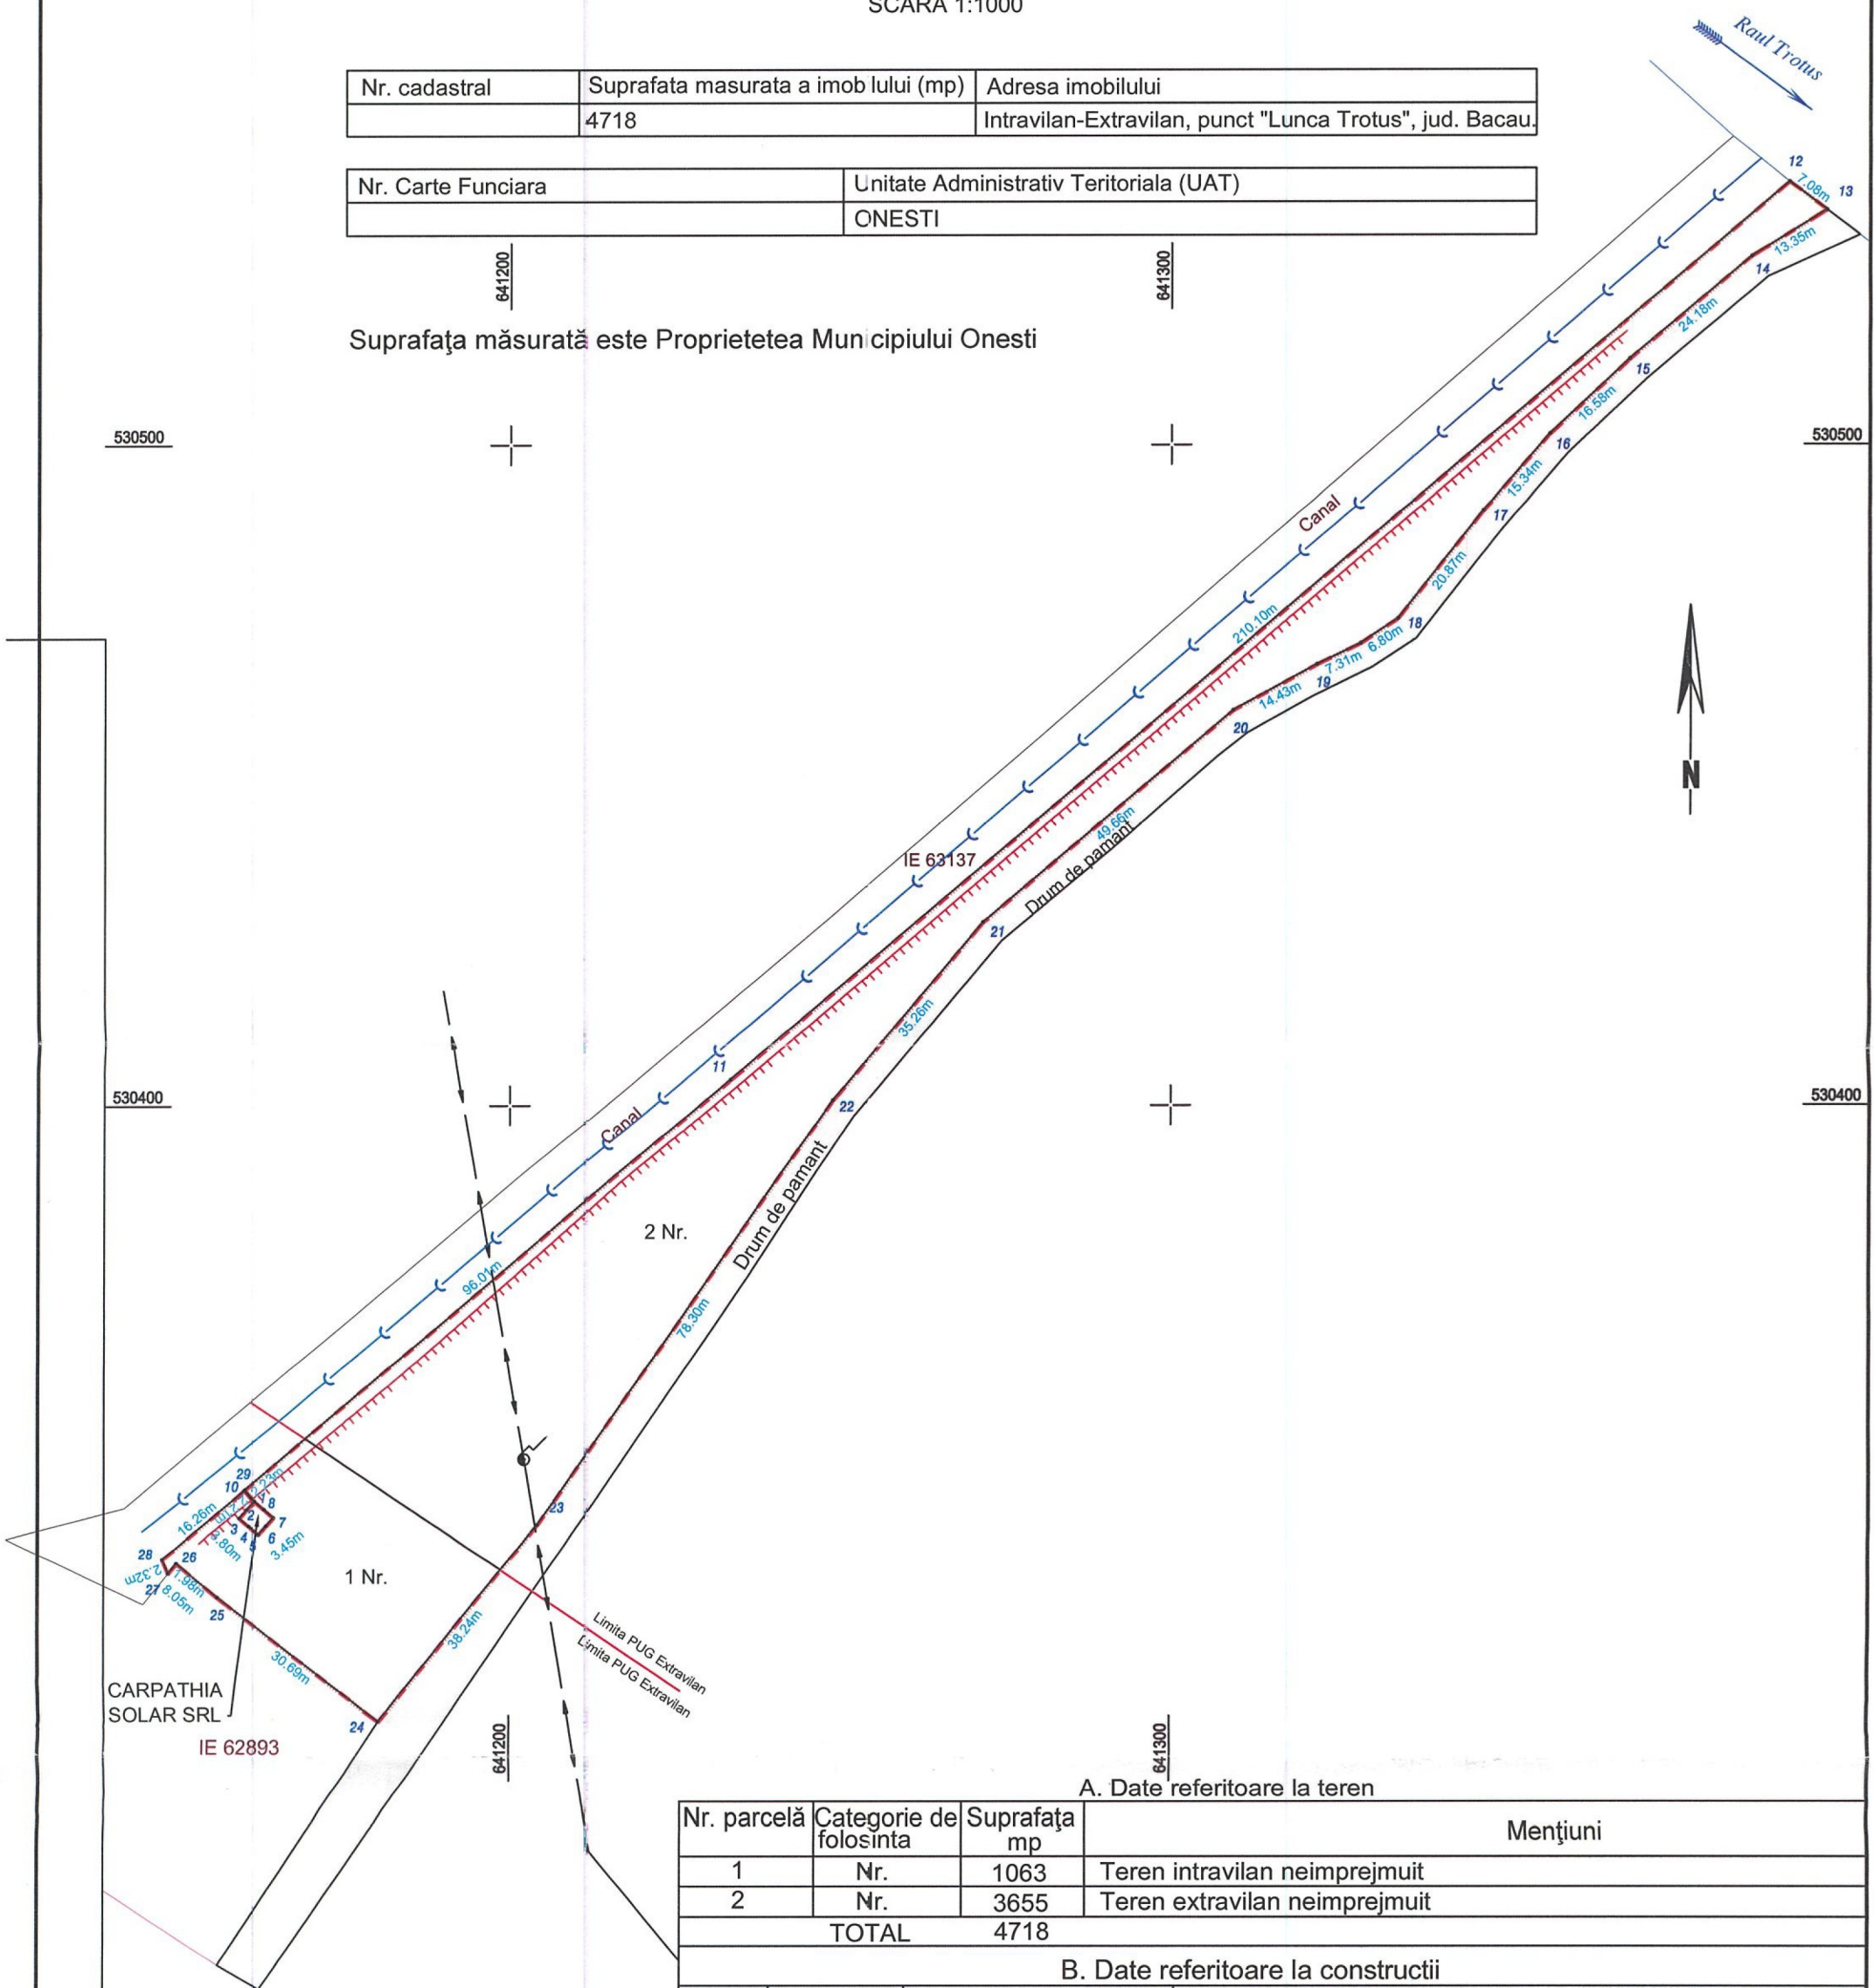 SCARA 1:1000
Raul Trotus
Nr. cadastral Suprafata masurata a imob lului (mp) Adresa imobilului
4718 Intravilan-Extravilan, punct "Lunca Trotus", jud. Bacau.
Nr. Carte Funciara Unitate Administrativ Teritoriala (UAT)
ONESTI
12
7.08m
13
13.35m
14
641200
641300
24.18m
Suprafaţa măsurată este Proprietetea Municipiului Onesti
15
16.58m
530500
530500
16
15.34m
Canal
17
20.87m
210.10m
18
6.80m
7.31m
19
14.43m
20
N
49.66m
IE 63137
Drum de pamant
21
35.26m
11
530400
530400
22
Canal
Drum de pamant
2 Nr.
96.01m
78.30m
29
10
8
16.26m
2
7
23
3
4
6
5
3.45m
3.80m
28
26
2.32m
1.98m
27
8.05m
1 Nr.
25
38.24m
Limita PUG Extravilan
Limita PUG Extravilan
30.69m
CARPATHIA
SOLAR SRL
24
IE 62893
641200
641300
A. Date referitoare la teren
Nr. parcelă Categorie de folosinta Suprafaţa mp Menţiuni
1 Nr. 1063 Teren intravilan neimprejmuit
2 Nr. 3655 Teren extravilan neimprejmuit
TOTAL 4718
B. Date referitoare la constructii